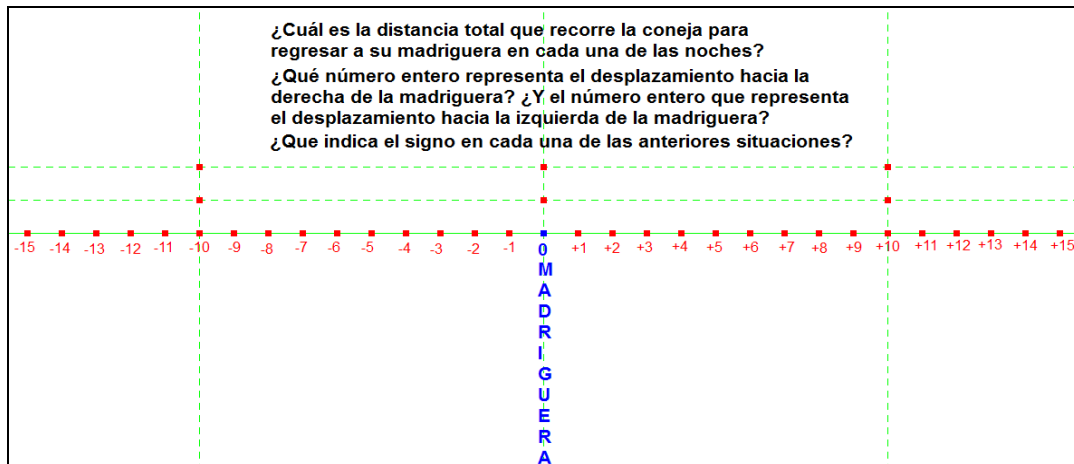 ¿Cuál es la distancia total que recorre la coneja para
regresar a su madriguera en cada una de las noches?
¿Qué número entero representa el desplazamiento hacia la
derecha de la madriguera? ¿Y el número entero que representa
el desplazamiento hacia la izquierda de la madriguera?
¿Que indica el signo en cada una de las anteriores situaciones?
-15 -14 -13 -12 -11 -10 -9 -8 -7 -6 -5 -4 -3 -2 -1 0 +1 +2 +3 +4 +5 +6 +7 +8 +9 +10 +11 +12 +13 +14 +15
M
A
D
R
I
G
U
E
R
A